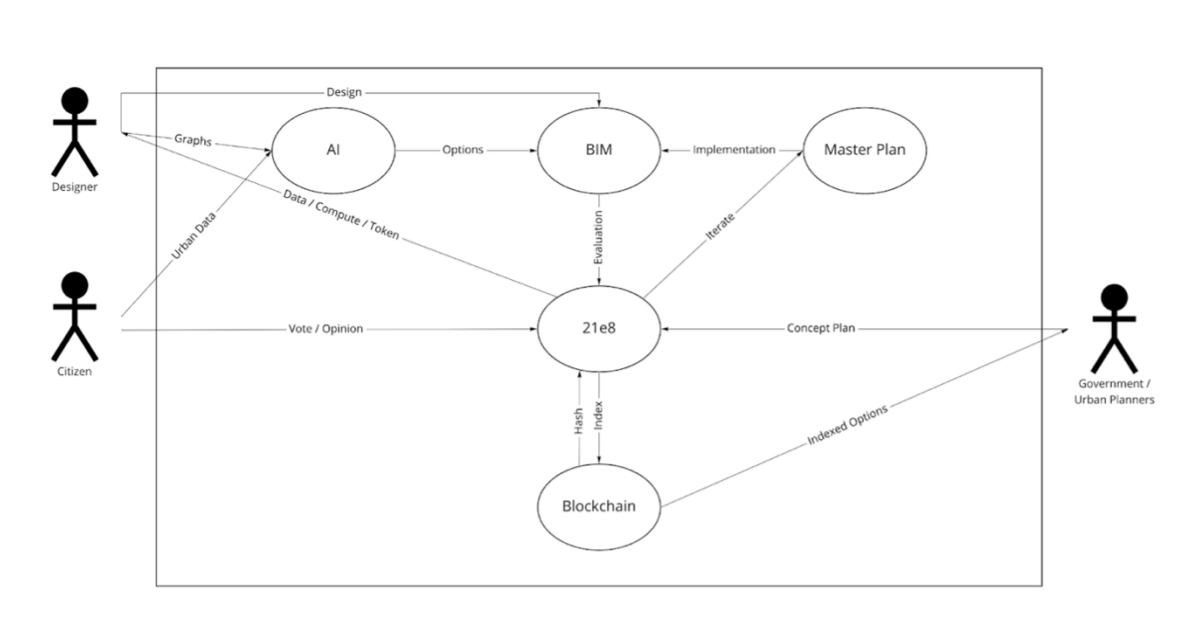 Design
Graphs
AI
Options
BIM
Implementation
Master Plan
Designer
Data / Compute / Token
Urban Data
Evaluation
Iterate
Vote / Opinion
21e8
Concept Plan
Citizen
Government /
Urban Planners
Hash
Index
Indexed Options
Blockchain